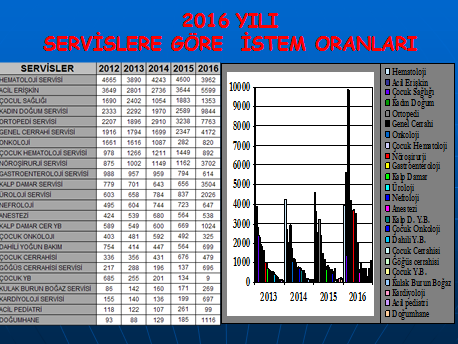 2016 YILI
SERVİSLERE GÖRE İSTEM ORANLARI
SERVİSLER 2012 2013 2014 2015 2016
HEMATOLOJİ SERVİSİ 4665 3890 4243 4600 3962
ACİL ERİŞKİN 3649 2801 2736 3644 5599
ÇOCUL SAĞLIĞI 1690 2402 1054 1883 1353
KADIN DOĞUM SERVİSİ 2333 2292 1970 2589 9844
ORTOPEDİ SERVİSİ 2207 1896 2910 3238 7763
GENEL CERRAHİ SERVİSİ 1916 1794 1699 2347 4172
ONKOLOJİ 1661 1616 1087 282 820
ÇOCUK HEMATOLOJİ SERVİSİ 978 1266 1211 1449 892
NÖROŞİRURJİ SERVİSİ 875 1002 1149 1162 3702
GASTROENTEROLOJİ SERVİSİ 988 957 959 794 614
KALP DAMAR SERVİSİ 779 701 643 656 3504
ÜROLOJİ SERVİSİ 603 658 784 837 2026
NEFROLOJİ 495 604 744 723 647
ANESTEZİ 424 539 680 564 538
KALP DAMAR CER YB 589 549 600 669 1024
ÇOCUK ONKOLOJİ 403 481 592 492 325
DAHİLİ YOĞUN BAKIM 754 414 447 564 699
ÇOCUK CERRAHİSİ 336 356 431 676 479
GÖĞÜS CERRAHİSİ SERVİSİ 217 288 196 137 695
ÇOCUK YB 685 255 201 134 9
KULAK BURUN BOĞAZ SERVİSİ 86 142 160 171 269
KARDİYOLOJİ SERVİSİ 155 140 136 199 697
ACİL PEDİATRİ 118 122 107 261 99
DOĞUMHANE 93 88 129 185 1116
10000
9000
8000
7000
6000
5000
4000
3000
2000
1000
0
2013 2014 2015 2016
Hematoloji
Acil Erişkin
Çocuk Sağlığı
Kadın Doğum
Ortopedi
Genel Cerrahi
Onkoloji
Çocuk Hematoloji
Nöroşirurji
Gastroenteroloji
Kalp Damar
Üroloji
Nefroloji
Anestezi
Kalp D. Y.B.
Çocuk Onkoloji
Dahili Y.B.
Çocuk Cerrahisi
Göğüs cerrahisi
Çocuk Y.B.
Kulak Burun Boğaz
Kardiyoloji
Acil pediatri
Doğumhane